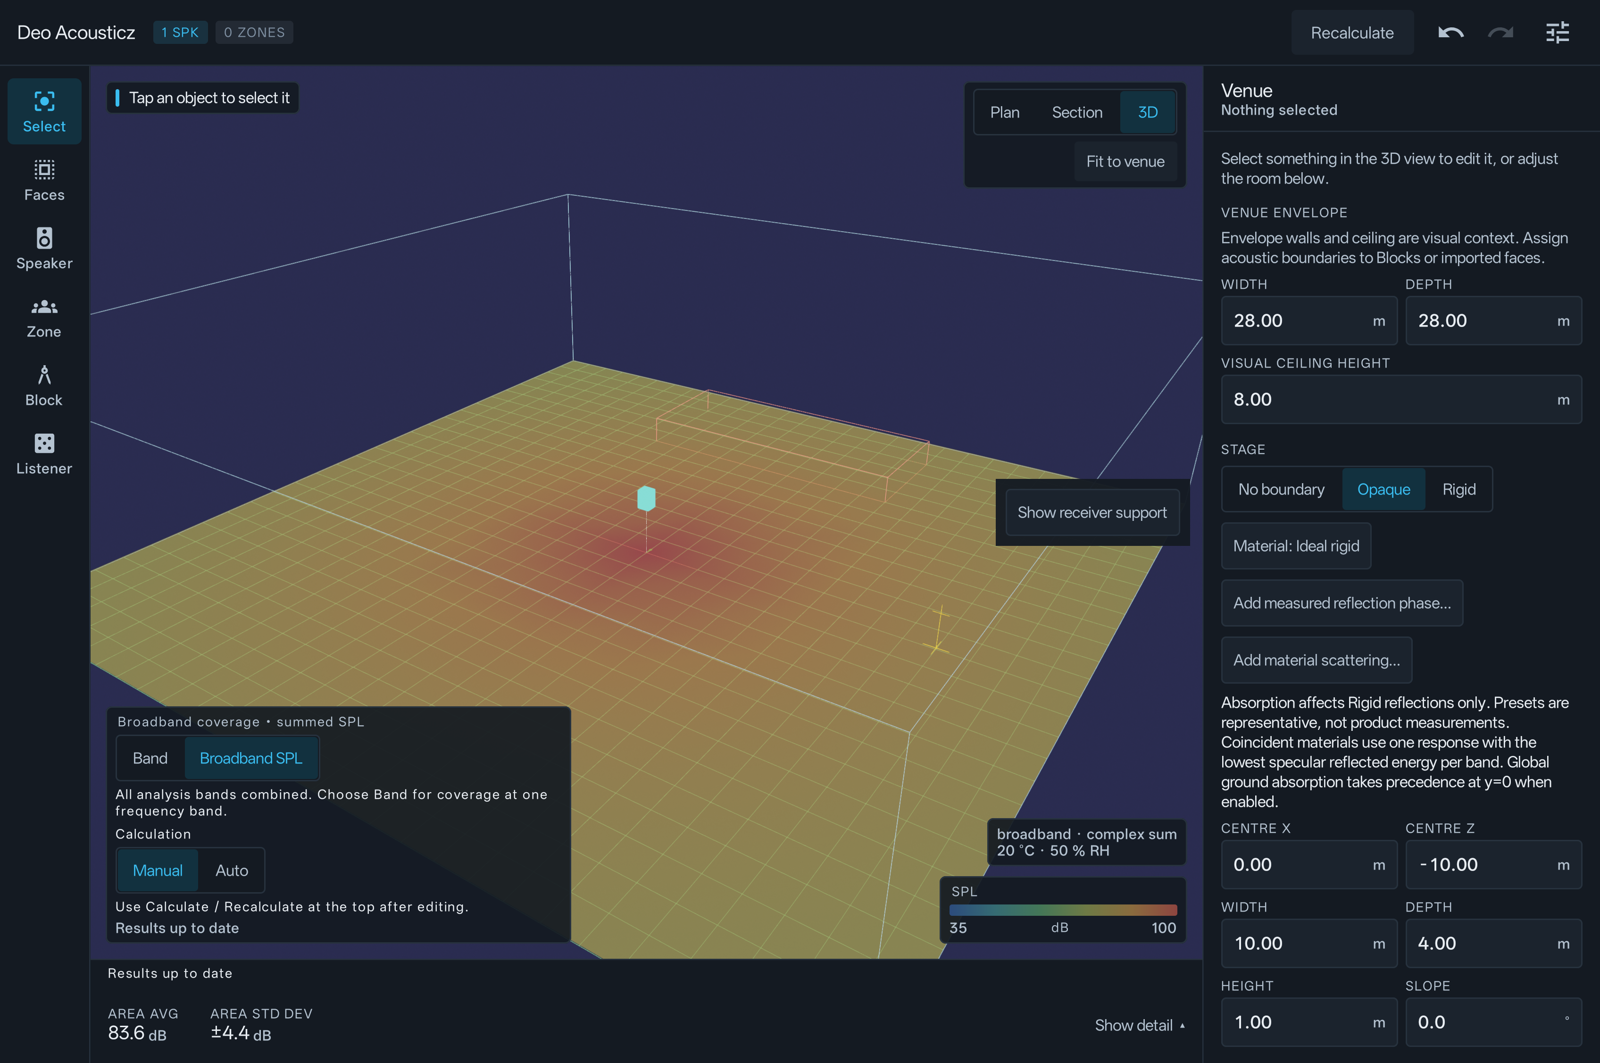 Deo Acousticz
1 SPK
0 ZONES
Recalculate
Select
Faces
Speaker
Zone
Block
Listener
Tap an object to select it
Plan
Section
3D
Fit to venue
Show receiver support
Broadband coverage • summed SPL
Band
Broadband SPL
All analysis bands combined. Choose Band for coverage at one
frequency band.
Calculation
Manual
Auto
Use Calculate / Recalculate at the top after editing.
Results up to date
broadband · complex sum
20 °C · 50 % RH
SPL
35
dB
100
Results up to date
AREA AVG
83.6 dB
AREA STD DEV
±4.4 dB
Show detail ▴
Venue
Nothing selected
Select something in the 3D view to edit it, or adjust
the room below.
VENUE ENVELOPE
Envelope walls and ceiling are visual context. Assign
acoustic boundaries to Blocks or imported faces.
WIDTH
DEPTH
28.00 m
28.00 m
VISUAL CEILING HEIGHT
8.00 m
STAGE
No boundary
Opaque
Rigid
Material: Ideal rigid
Add measured reflection phase...
Add material scattering...
Absorption affects Rigid reflections only. Presets are
representative, not product measurements.
Coincident materials use one response with the
lowest specular reflected energy per band. Global
ground absorption takes precedence at y=0 when
enabled.
CENTRE X
CENTRE Z
0.00 m
-10.00 m
WIDTH
DEPTH
10.00 m
4.00 m
HEIGHT
SLOPE
1.00 m
0.0 °